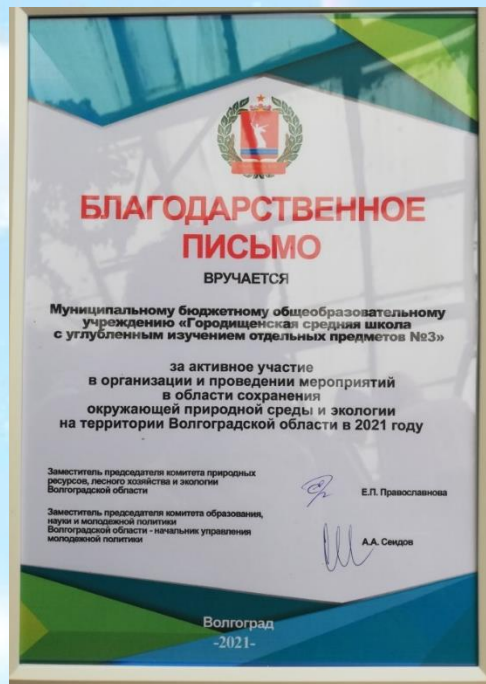 БЛАГОДАРСТВЕННОЕ
ПИСЬМО
ВРУЧАЕТСЯ
Муниципальному бюджетному общеобразовательному
учреждению «Городищенская средняя школа
с углубленным изучением отдельных предметов №3»
за активное участие
в организации и проведении мероприятий
в области сохранения
окружающей природной среды и экологии
на территории Волгоградской области в 2021 году
Заместитель председателя комитета природных
ресурсов, лесного хозяйства и экологии
Волгоградской области
Е.П. Православнова
Заместитель председателя комитета образования,
науки и молодежной политики
Волгоградской области - начальник управления
молодежной политики
А.А. Сеидов
Волгоград
-2021-